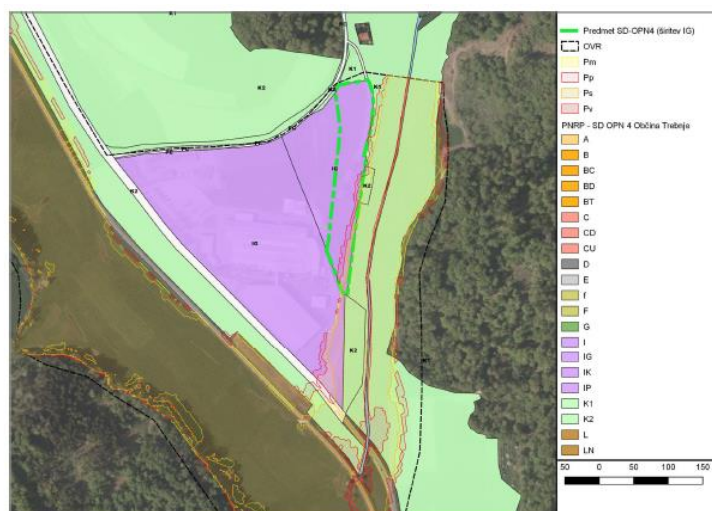 K1
K2
K1
K2
K1
K2
IG
K2
IG
K2
K1
Predmet SD-OPN4 (širitev IG)
OVR
Pm
Pp
Ps
Pv
PNRP - SD OPN 4 Občina Trebnje
A
B
BC
BD
BT
C
CD
CU
D
E
f
F
G
I
IG
IK
IP
K1
K2
L
LN
50 0 50 100 150